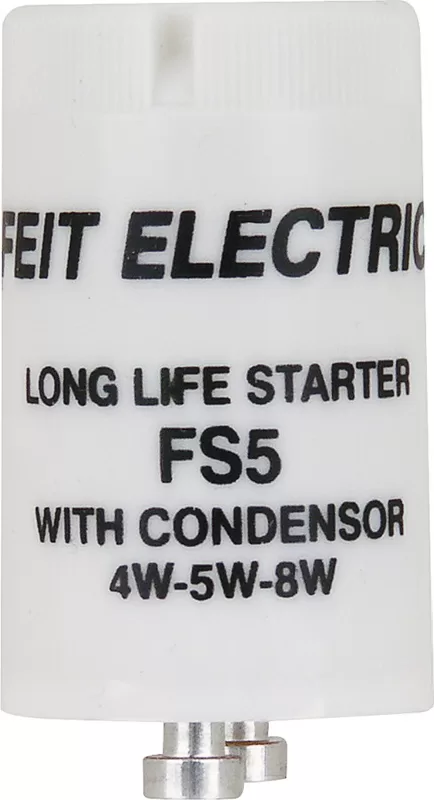 FEIT ELECTRIC
LONG LIFE STARTER
FS5
WITH CONDENSOR
4W-5W-8W